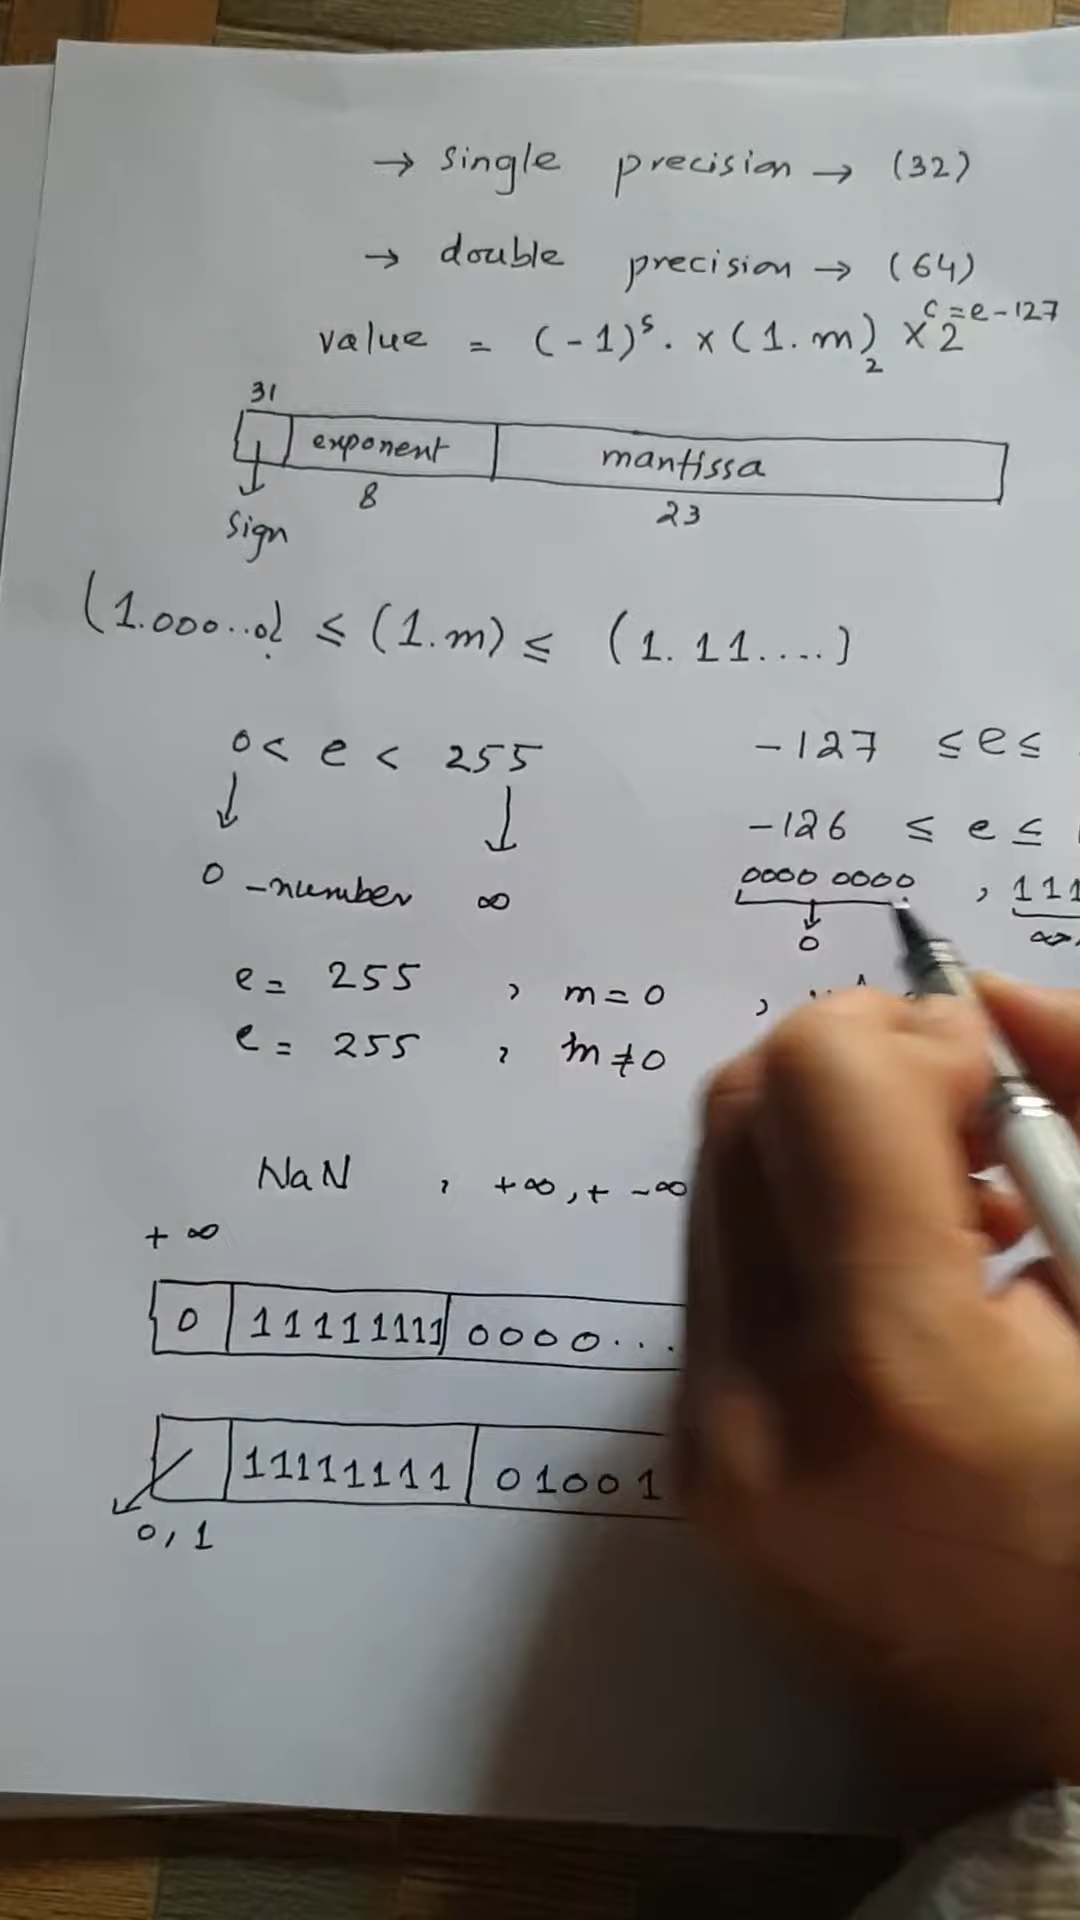 → single precision → (32)
→ double precision → (64)
value = (-1)^s . × (1.m)₂ × 2^c=e-127
31
exponent mantissa
8 23
Sign
(1.000..0) ≤ (1.m) ≤ (1.11....)
0 < e < 255
↓ ↓
0 -number ∞
-127 ≤ e ≤
-126 ≤ e ≤
0000 0000 , 111
↓
0 ∞
e = 255 , m = 0 ,
e = 255 , m ≠ 0
NaN , +∞, + -∞
+ ∞
0 11111111 0000...
11111111 01001
0, 1